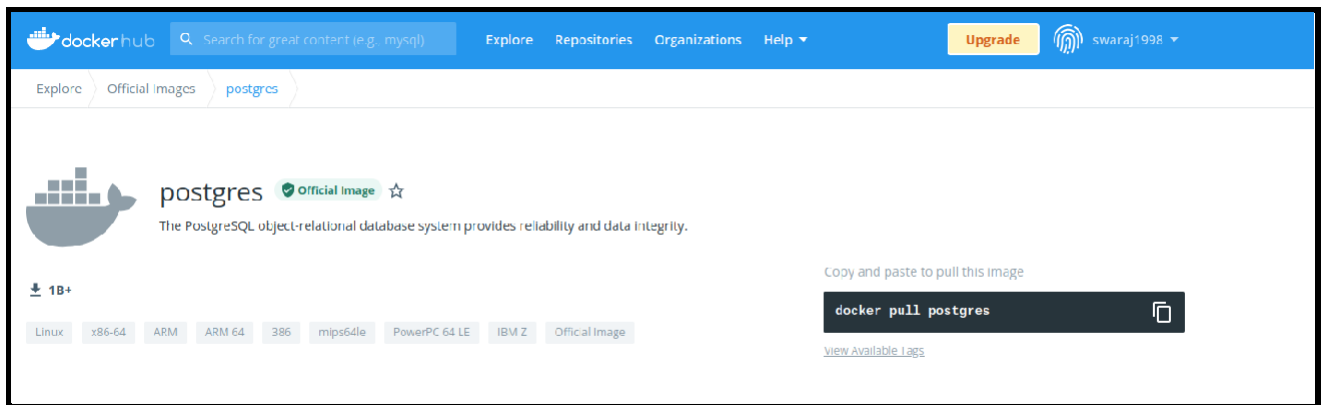 dockerhub Search for great content (e.g., mysql) Explore Repositories Organizations Help Upgrade swaraj1998
Explore Official Images postgres
postgres Official Image
The PostgreSQL object-relational database system provides reliability and data integrity.
Copy and paste to pull this image
1B+
docker pull postgres
Linux x86-64 ARM ARM 64 386 mips64le PowerPC 64 LE IBM Z Official Image
View Available Tags